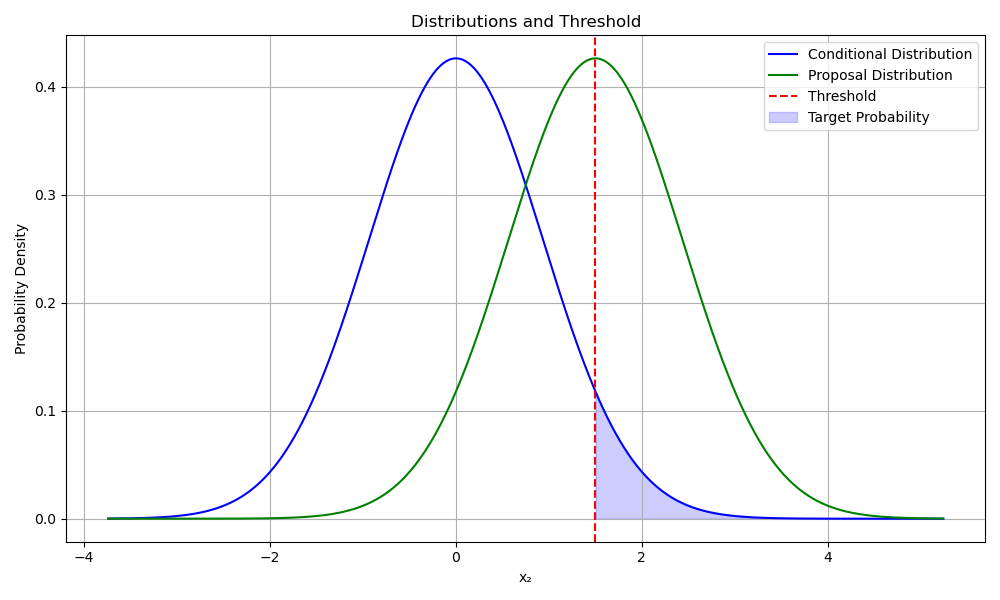 Distributions and Threshold
Conditional Distribution
Proposal Distribution
Threshold
Target Probability
Probability Density
0.4
0.3
0.2
0.1
0.0
−4
−2
0
2
4
x₂